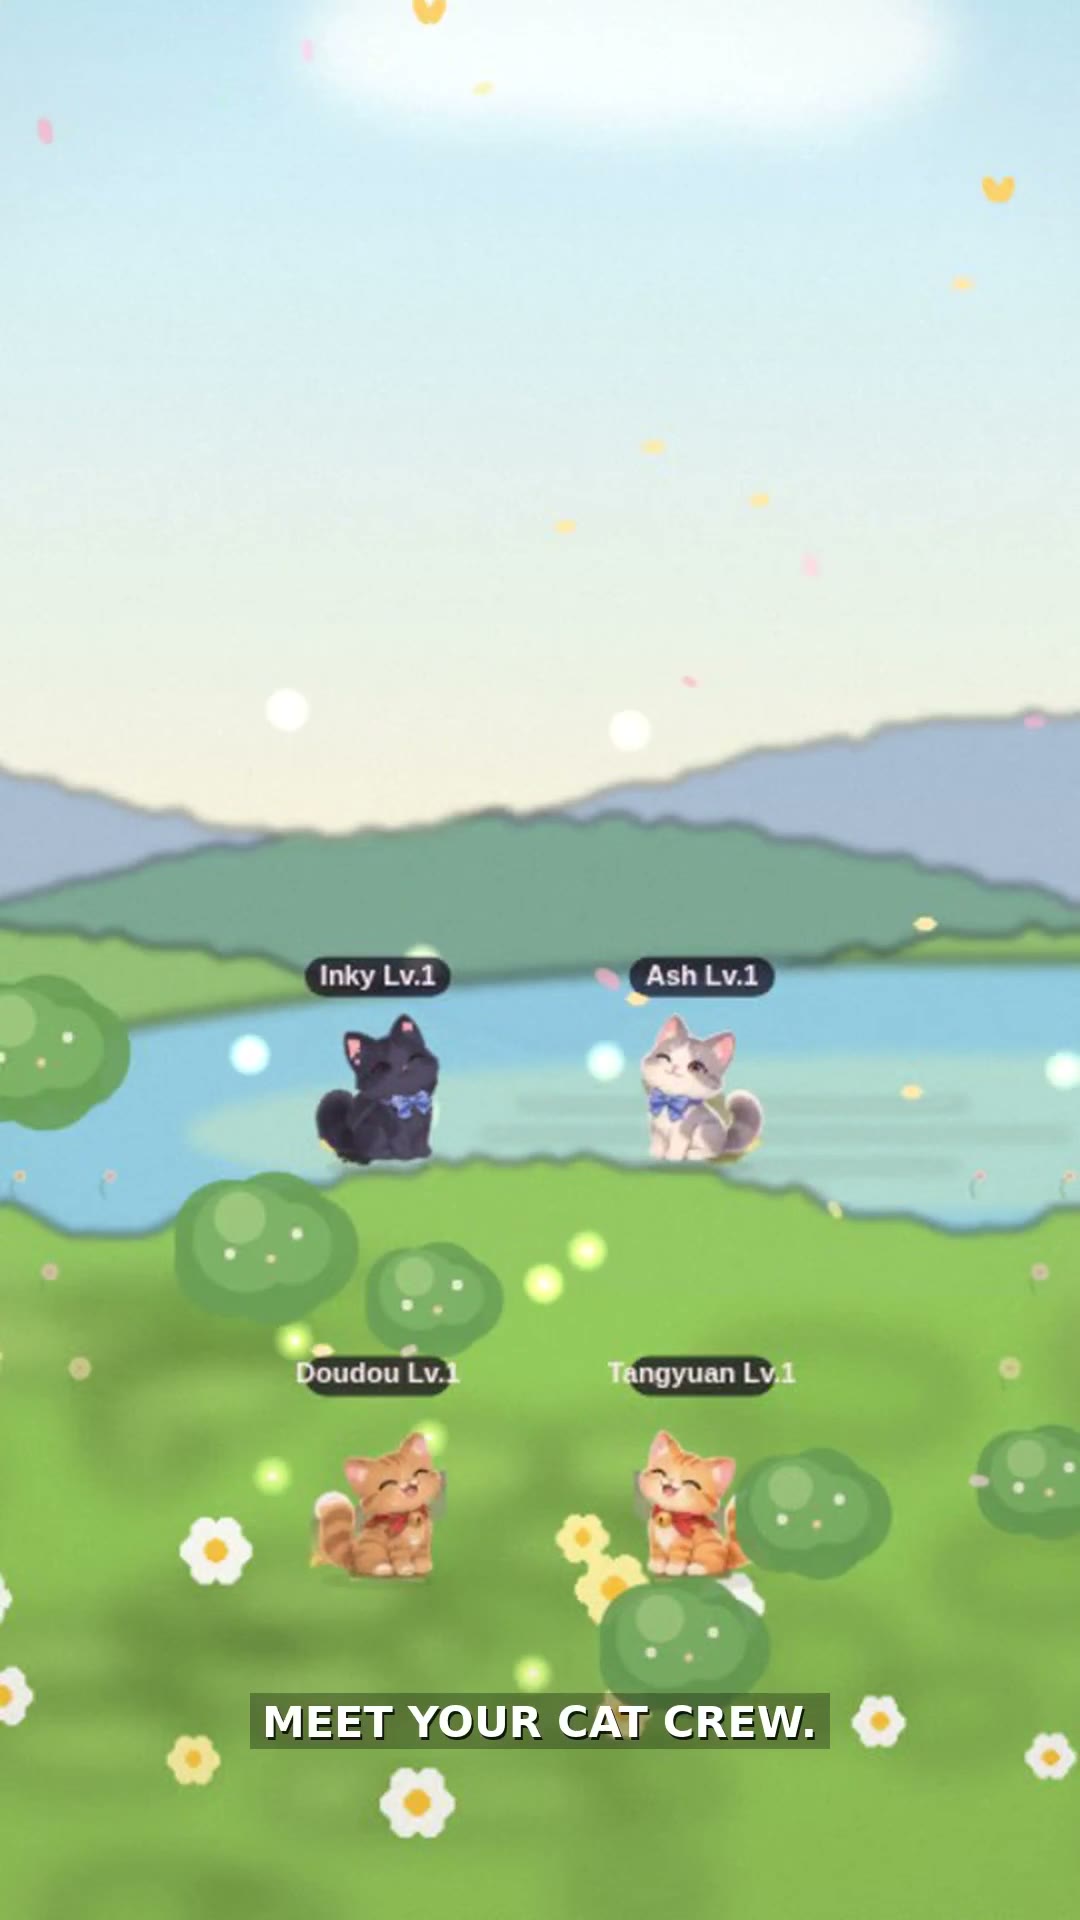 Inky Lv.1
Ash Lv.1
Doudou Lv.1
Tangyuan Lv.1
MEET YOUR CAT CREW.